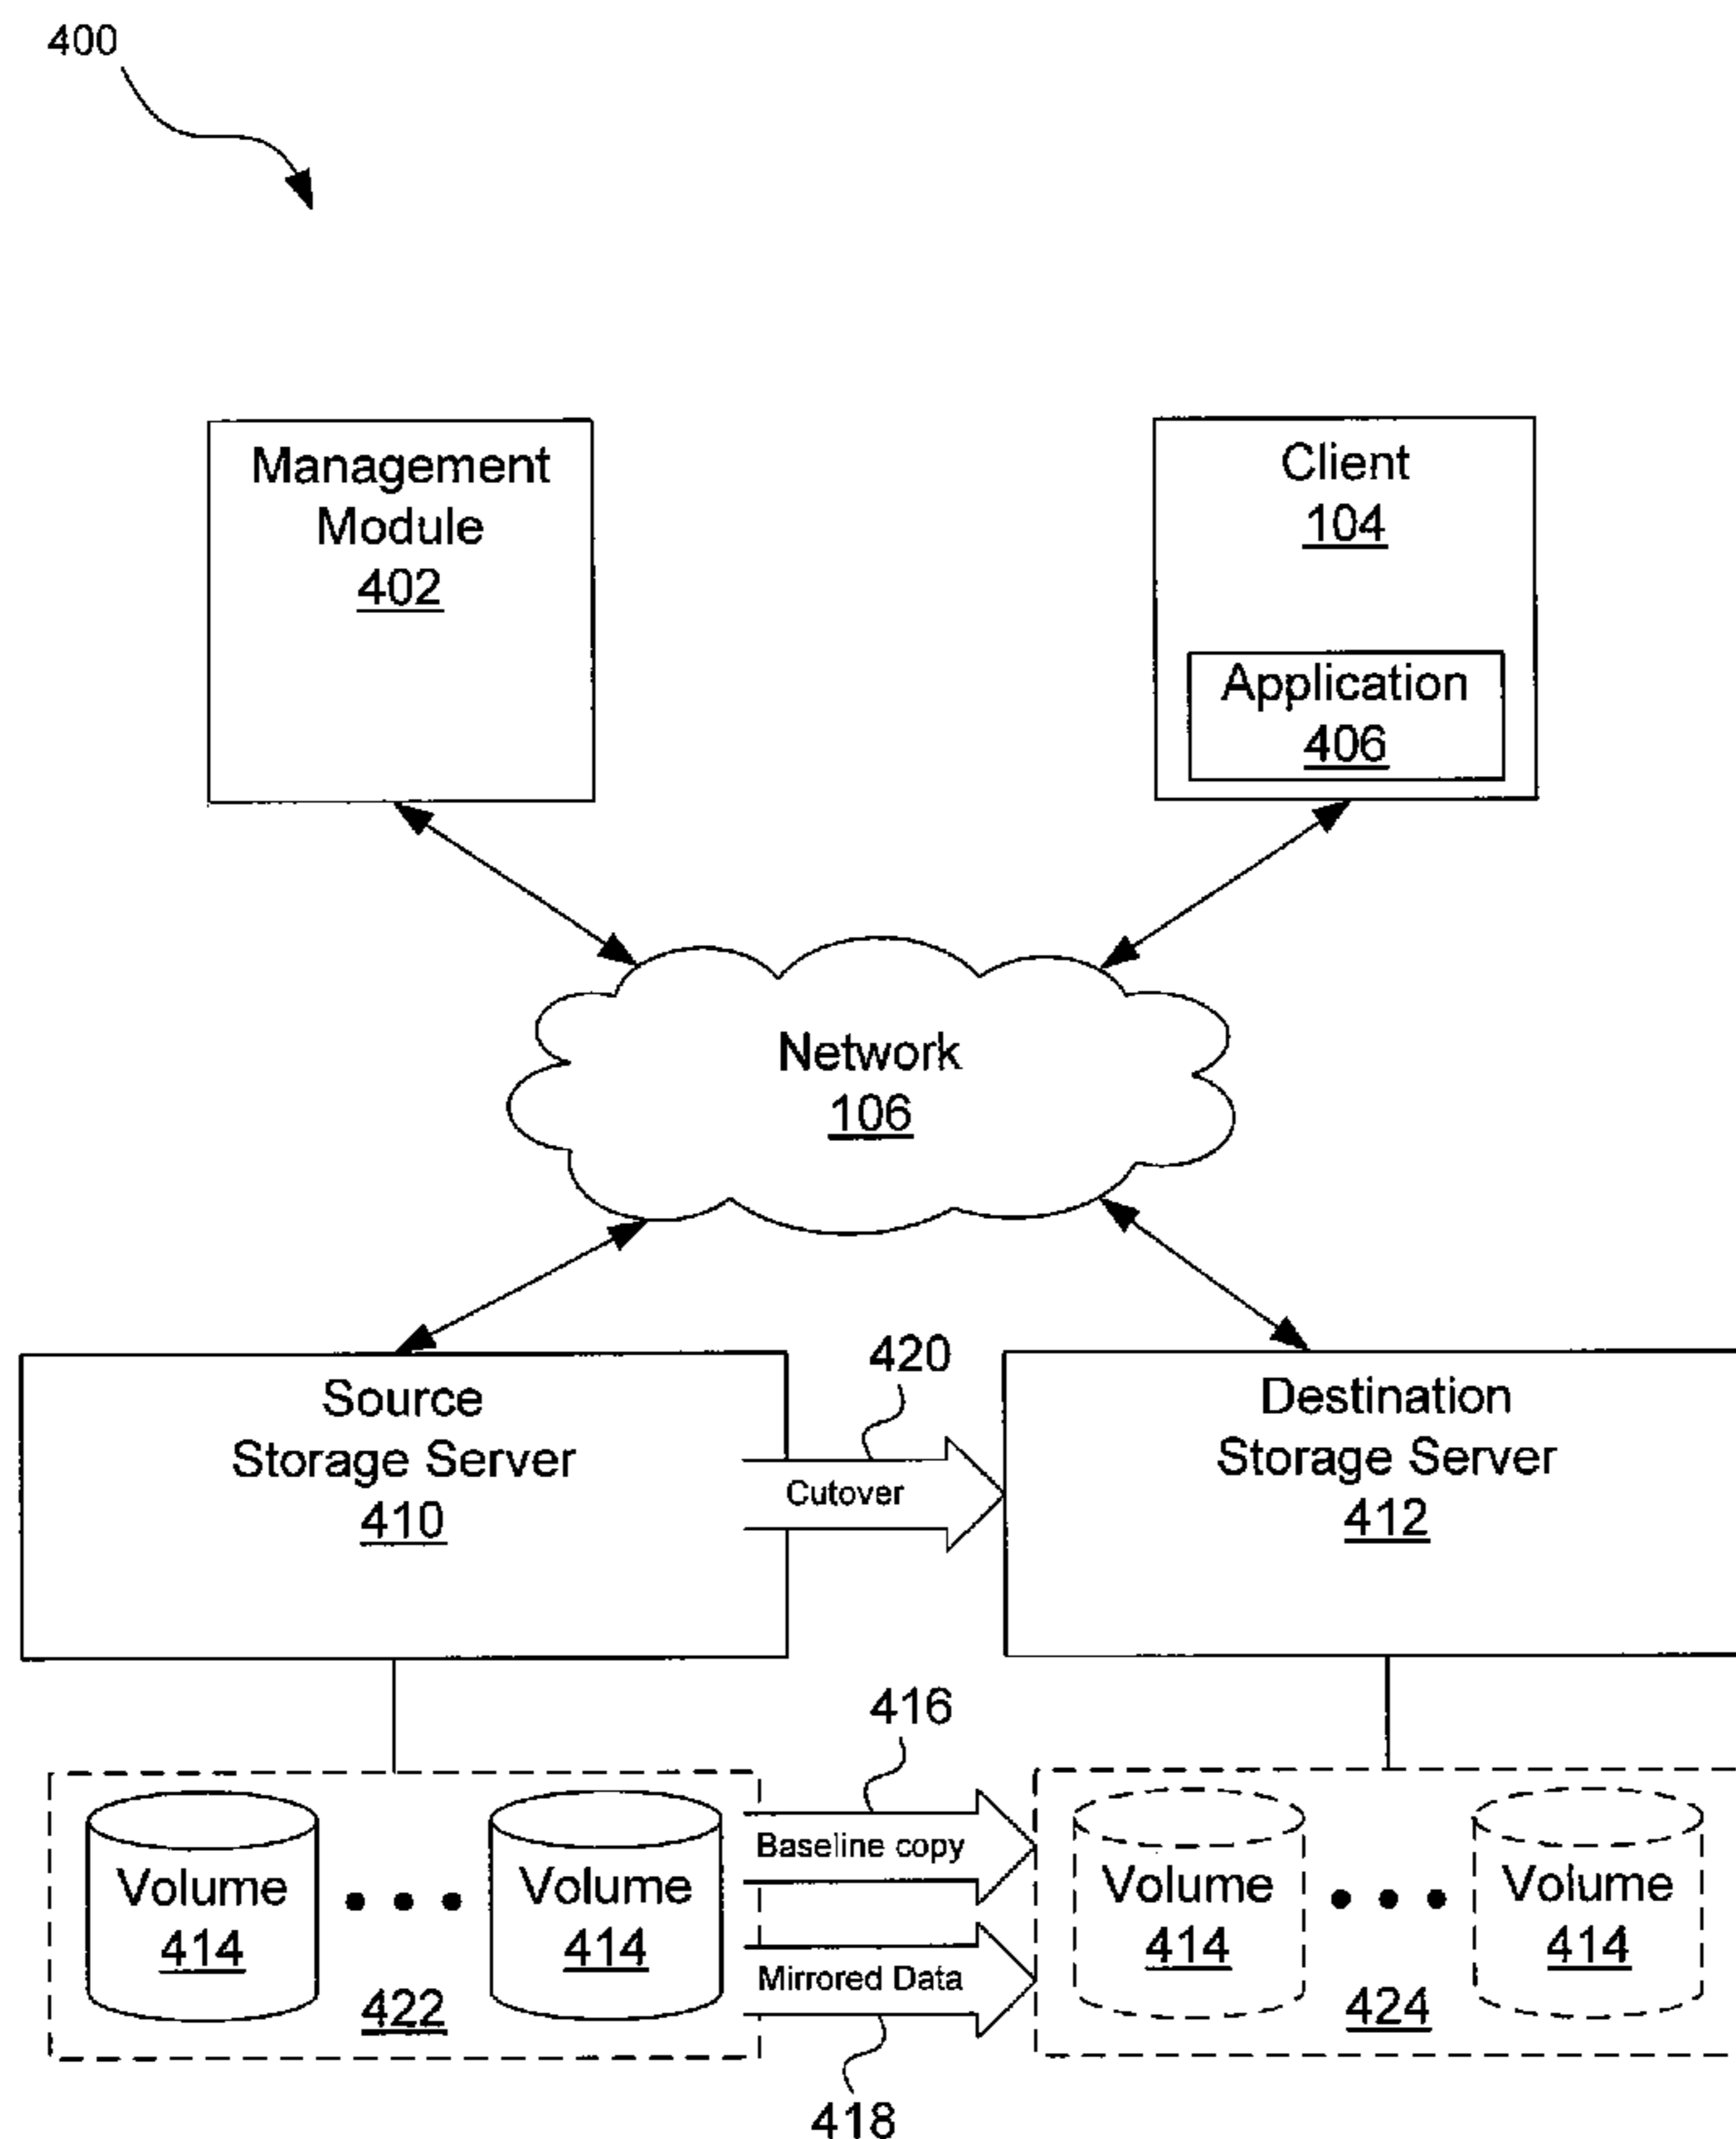 400
Management
Module
402
Client
104
Application
406
Network
106
420
Source
Storage Server
410
Cutover
Destination
Storage Server
412
416
Volume
414
Volume
414
422
Baseline copy
Mirrored Data
Volume
414
Volume
414
424
418